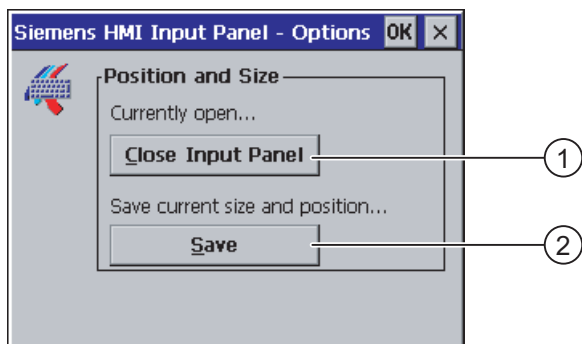 Siemens HMI Input Panel - Options OK ×
Position and Size
Currently open...
Close Input Panel
1
Save current size and position...
Save
2